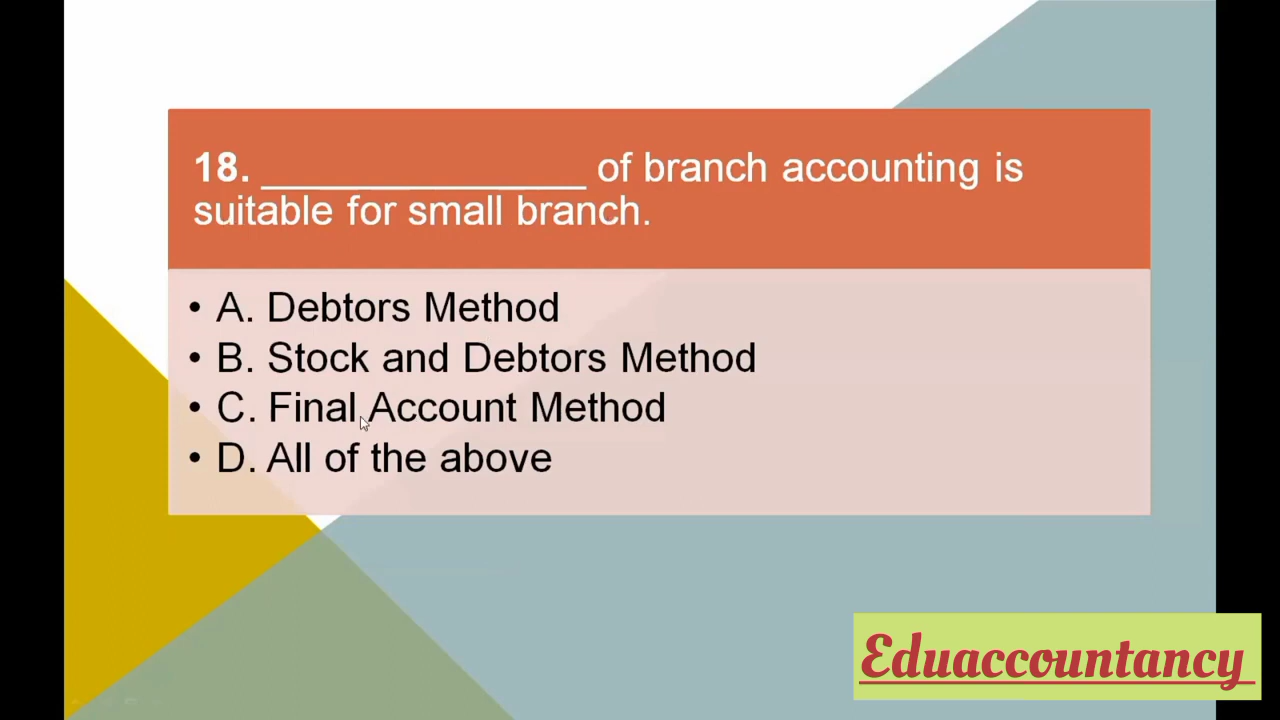 18. ______________ of branch accounting is
suitable for small branch.
• A. Debtors Method
• B. Stock and Debtors Method
• C. Final Account Method
• D. All of the above
Eduaccountancy